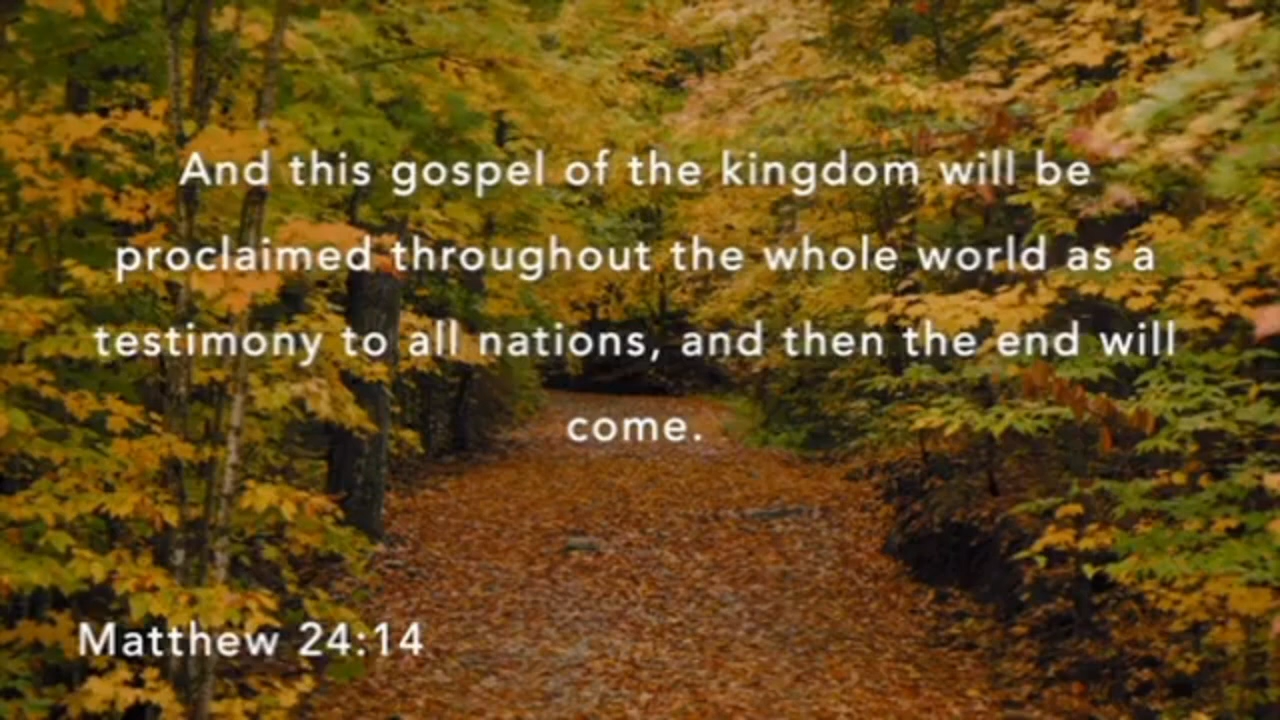 And this gospel of the kingdom will be
proclaimed throughout the whole world as a
testimony to all nations, and then the end will
come.
Matthew 24:14